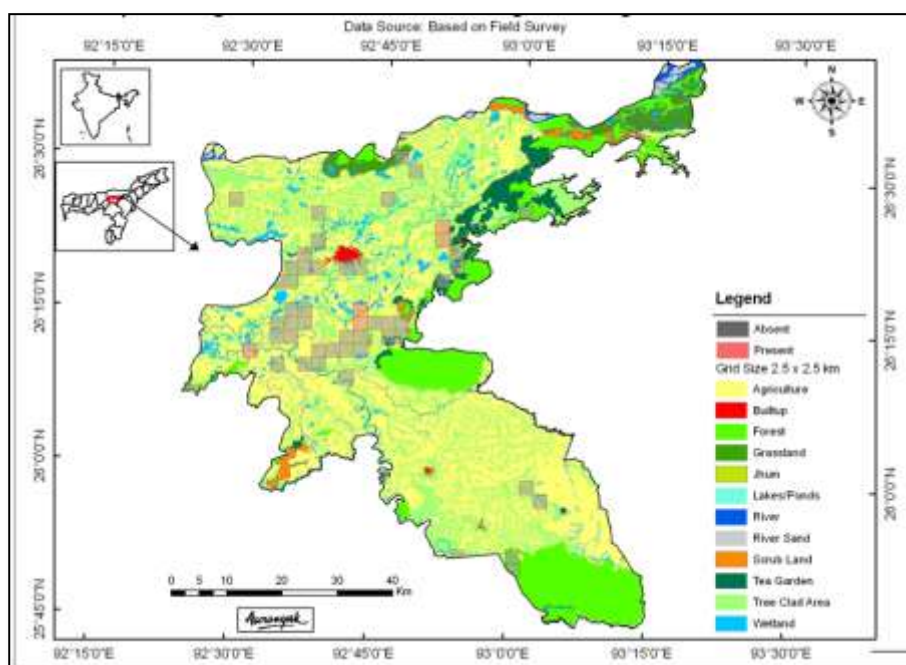 Data Source: Based on Field Survey
92°15'0"E 92°30'0"E 92°45'0"E 93°0'0"E 93°15'0"E 93°30'0"E
N
W E
S
26°30'0"N
26°30'0"N
26°15'0"N
26°15'0"N
26°0'0"N
26°0'0"N
25°45'0"N
Legend
Absent
Present
Grid Size 2.5 x 2.5 km
Agriculture
Builtup
Forest
Grassland
Jhum
Lakes/Ponds
River
River Sand
Scrub Land
Tea Garden
Tree Clad Area
Wetland
0 5 10 20 30 40
Km
92°15'0"E 92°30'0"E 92°45'0"E 93°0'0"E 93°15'0"E